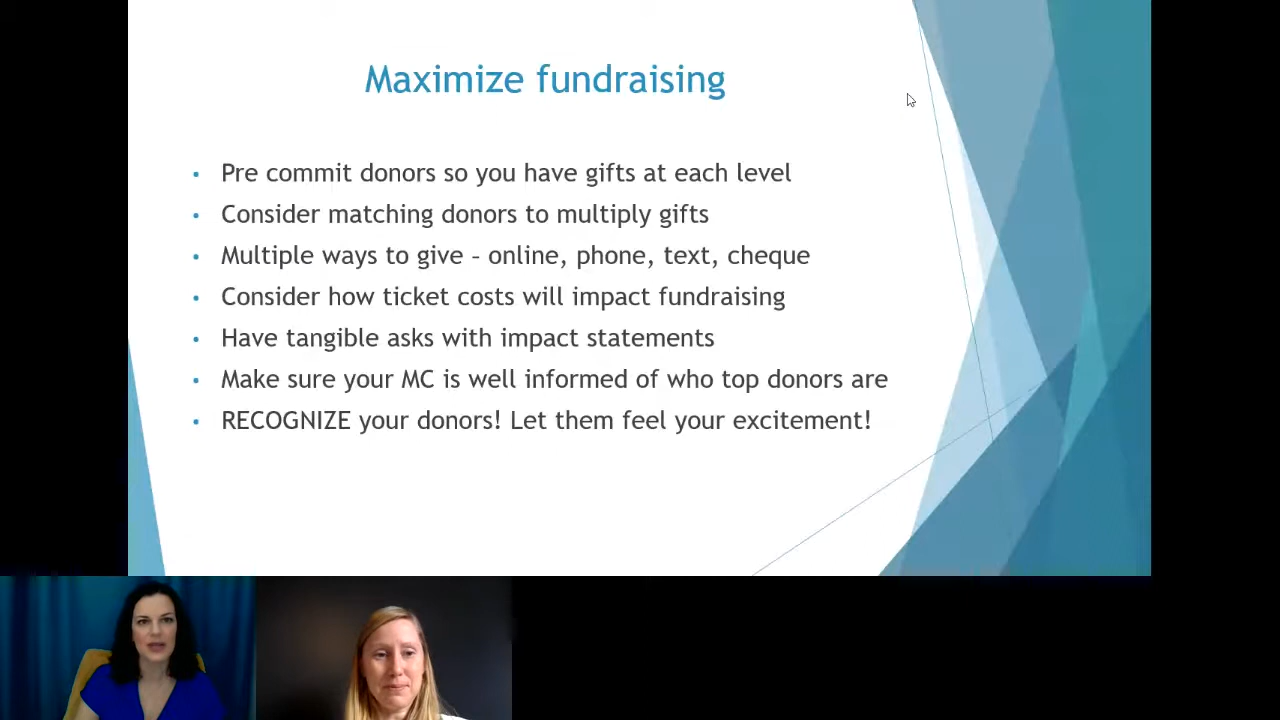 Maximize fundraising
• Pre commit donors so you have gifts at each level
• Consider matching donors to multiply gifts
• Multiple ways to give – online, phone, text, cheque
• Consider how ticket costs will impact fundraising
• Have tangible asks with impact statements
• Make sure your MC is well informed of who top donors are
• RECOGNIZE your donors! Let them feel your excitement!